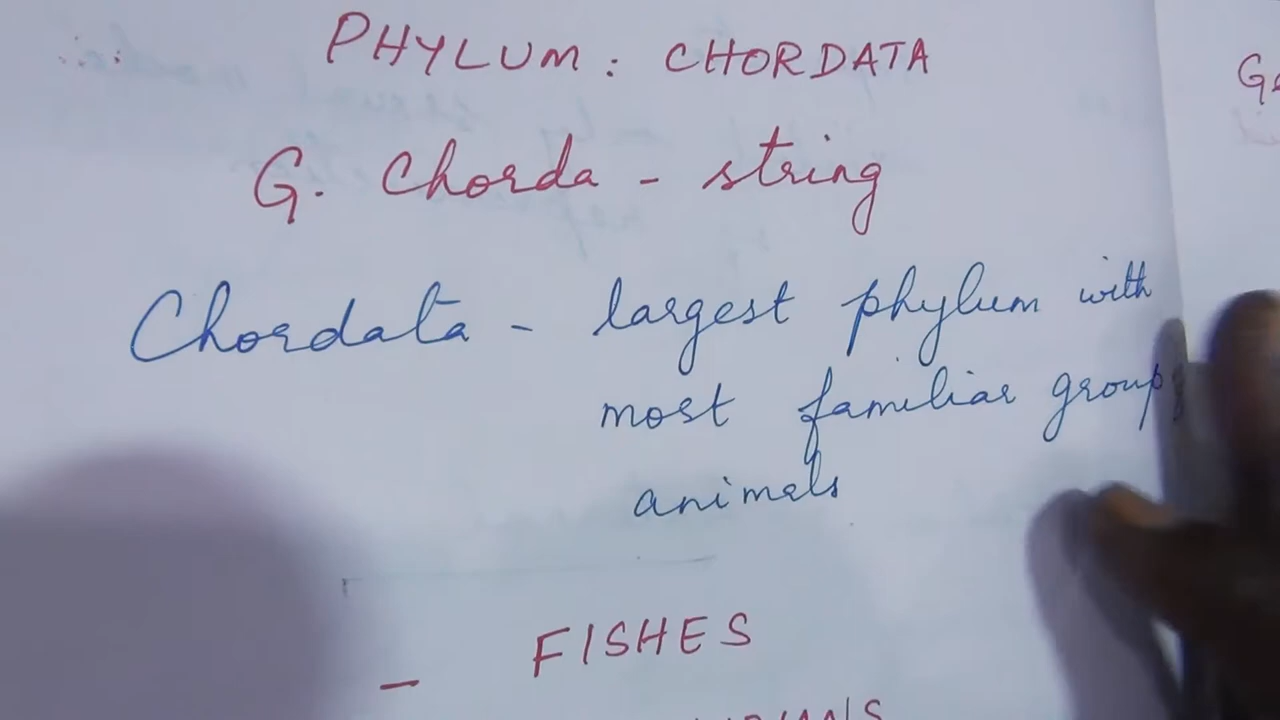 PHYLUM : CHORDATA
G. Chorda - string
Chordata - largest phylum with
most familiar group
animals
- FISHES